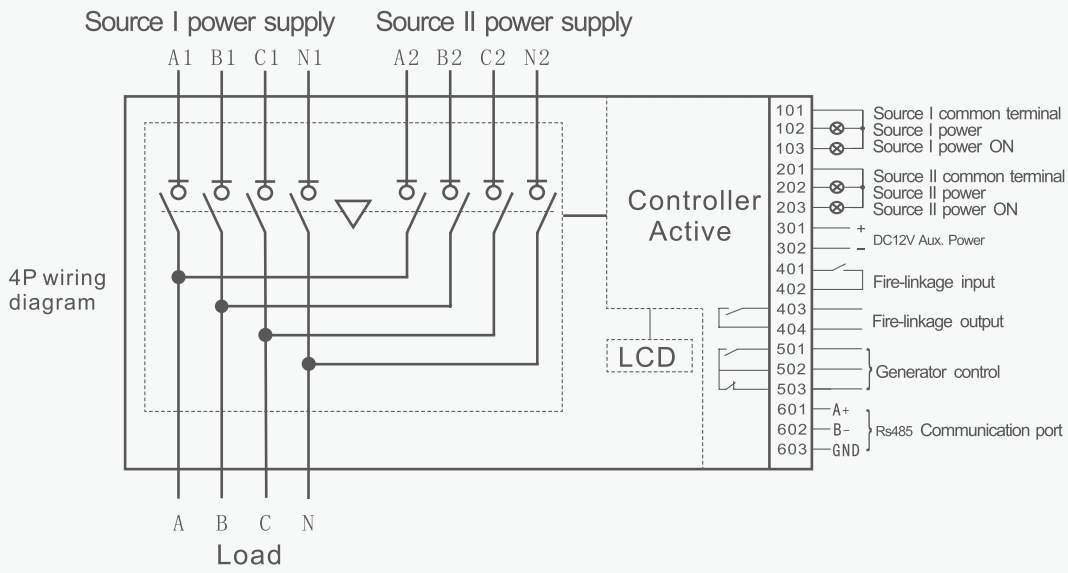 Source I power supply
Source II power supply
A1 B1 C1 N1
A2 B2 C2 N2
4P wiring
diagram
Controller
Active
LCD
101
102
103
201
202
203
301
302
401
402
403
404
501
502
503
601
602
603
Source I common terminal
Source I power
Source I power ON
Source II common terminal
Source II power
Source II power ON
+
DC12V Aux. Power
−
Fire-linkage input
Fire-linkage output
Generator control
A+
B-
GND
Rs485 Communication port
A B C N
Load